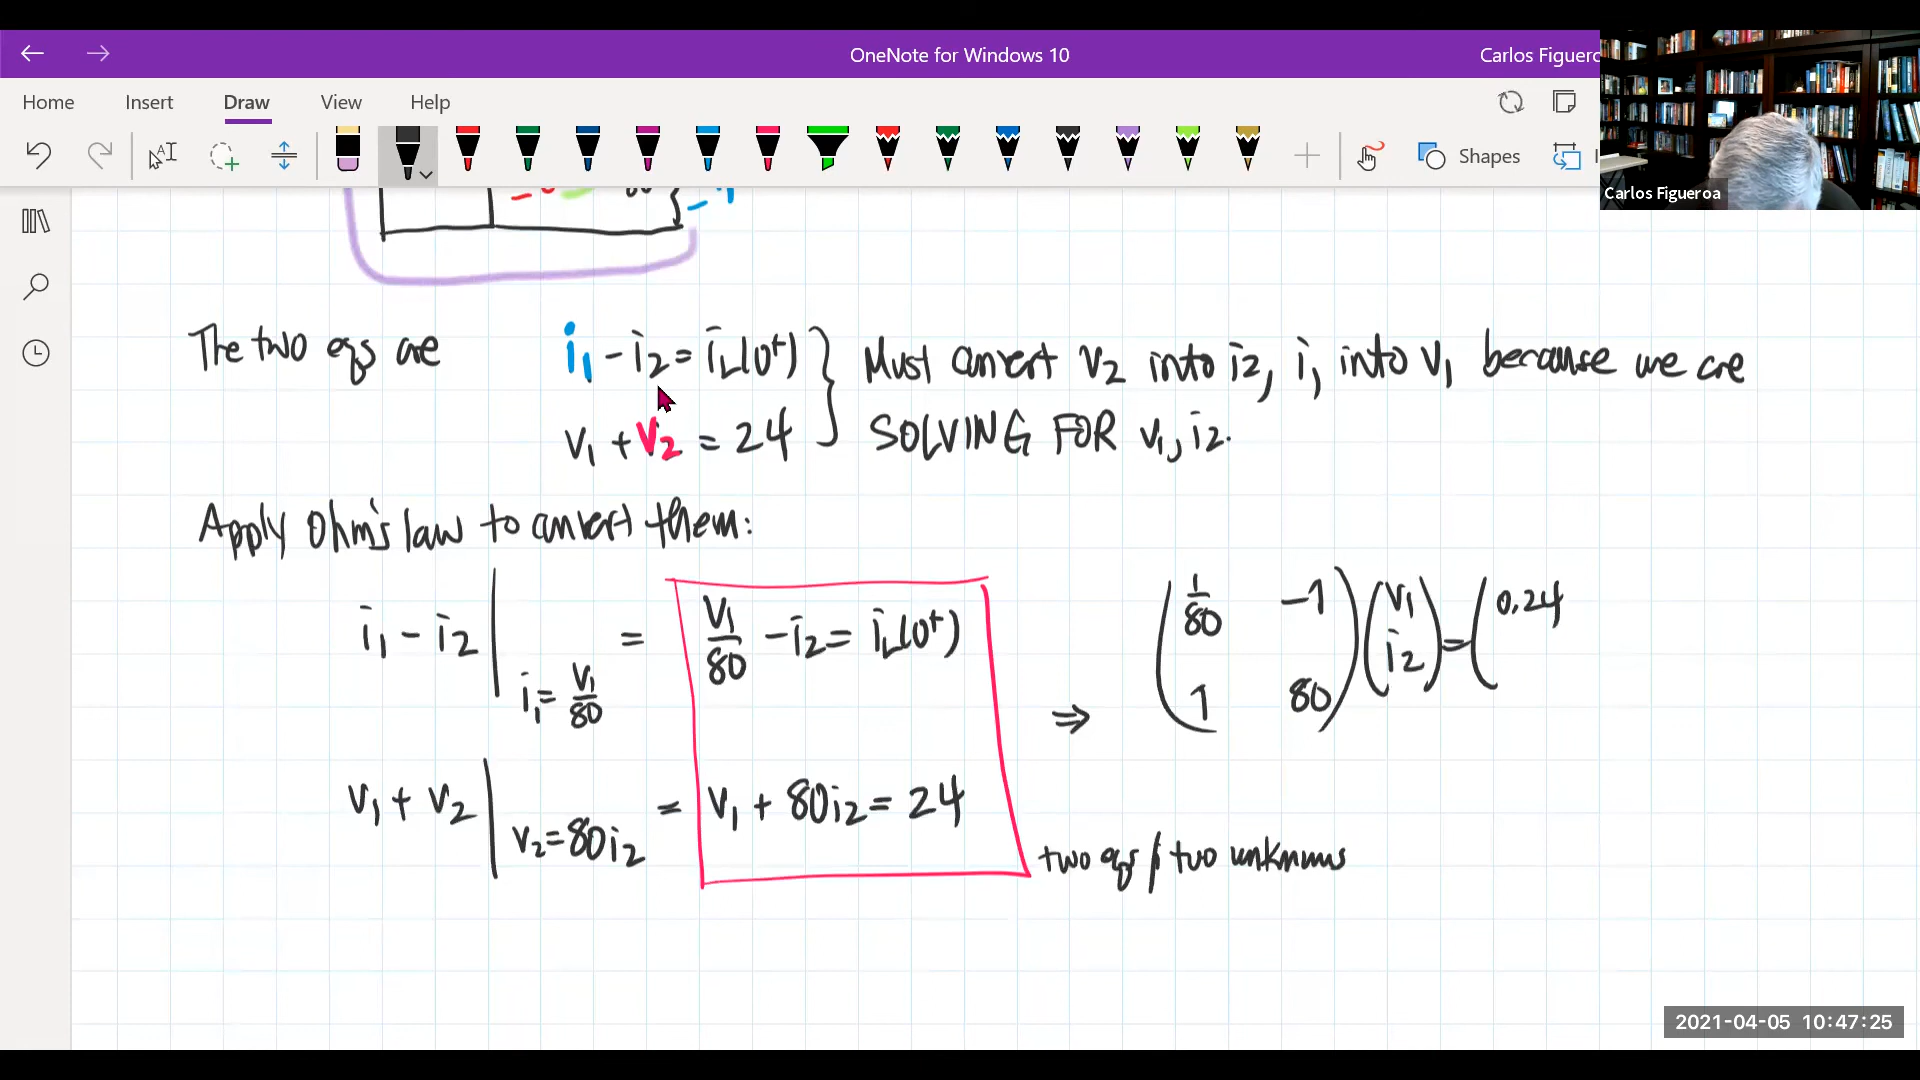 OneNote for Windows 10
Carlos Figuero
Home Insert Draw View Help
Shapes
Carlos Figueroa
The two eqs are
i₁ - i₂ = iL(0⁺)
v₁ + v₂ = 24
Must convert v₂ into i₂, i₁ into v₁ because we are
SOLVING FOR v₁, i₂.
Apply Ohm's law to convert them:
i₁ - i₂ | i₁ = v₁/80 = v₁/80 - i₂ = iL(0⁺)
v₁ + v₂ | v₂ = 80i₂ = v₁ + 80i₂ = 24
⇒ (1/80 -1
1 80) (v₁
i₂) = (0.24
two eqs / two unknowns
2021-04-05 10:47:25